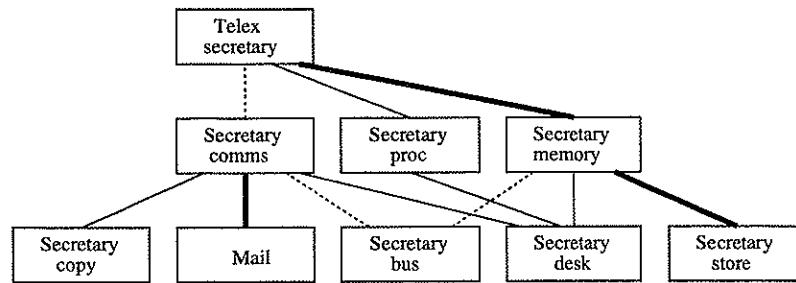 Telex
secretary
Secretary
comms
Secretary
proc
Secretary
memory
Secretary
copy
Mail
Secretary
bus
Secretary
desk
Secretary
store